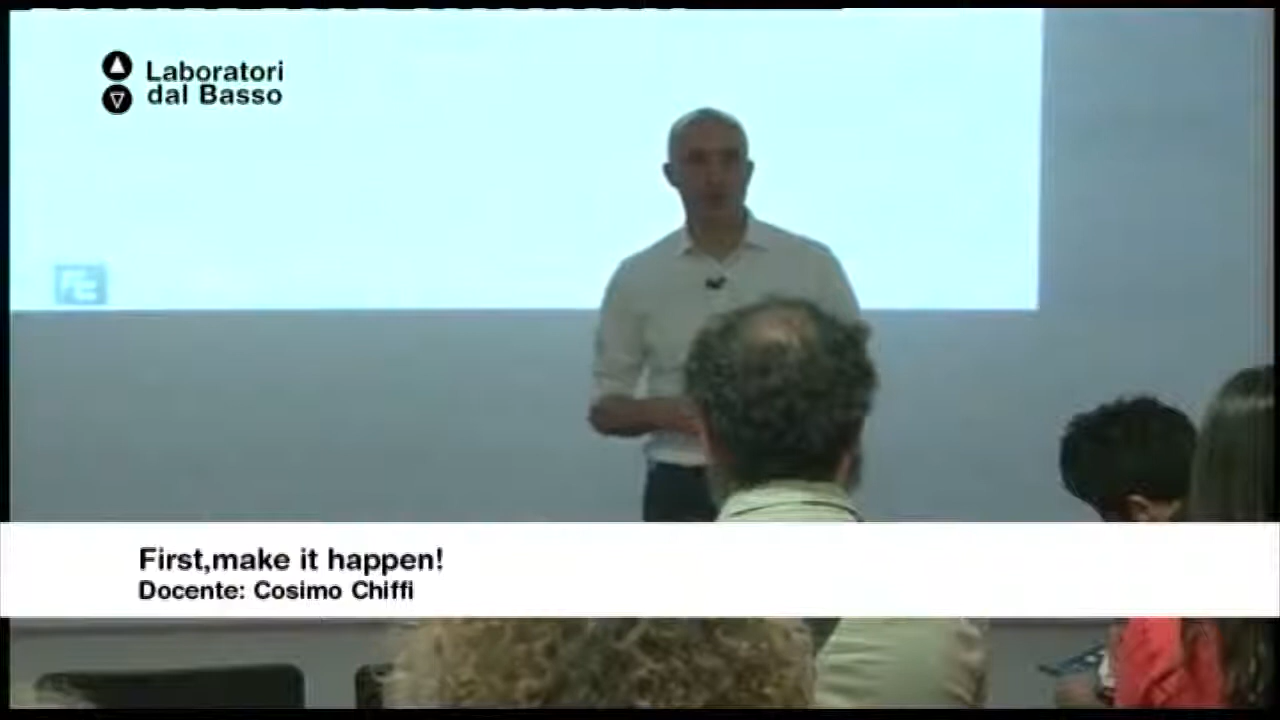 Laboratori
dal Basso
First,make it happen!
Docente: Cosimo Chiffi